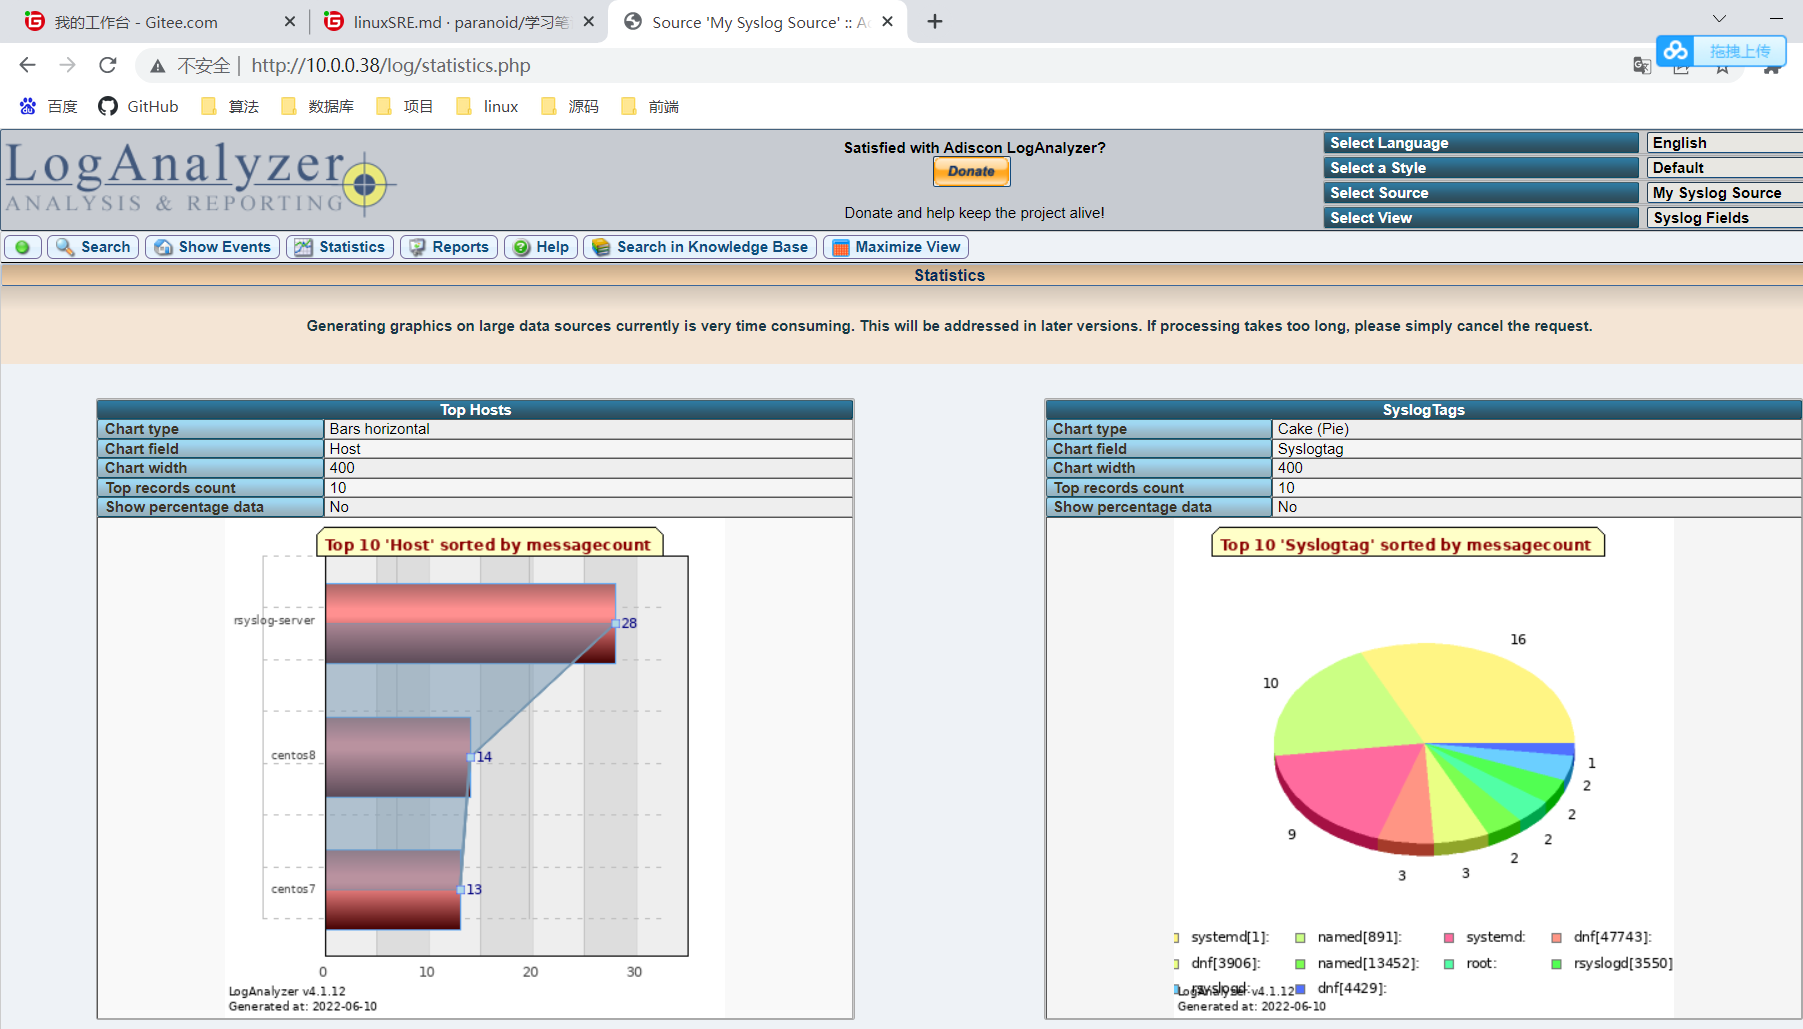 我的工作台 - Gitee.com
linuxSRE.md · paranoid/学习笔
Source 'My Syslog Source' :: Ad
不安全 | http://10.0.0.38/log/statistics.php
拖拽上传
百度 GitHub 算法 数据库 项目 linux 源码 前端
LogAnalyzer
ANALYSIS & REPORTING
Satisfied with Adiscon LogAnalyzer?
Donate
Donate and help keep the project alive!
Select Language English
Select a Style Default
Select Source My Syslog Source
Select View Syslog Fields
Search Show Events Statistics Reports Help Search in Knowledge Base Maximize View
Statistics
Generating graphics on large data sources currently is very time consuming. This will be addressed in later versions. If processing takes too long, please simply cancel the request.
Top Hosts
Chart type Bars horizontal
Chart field Host
Chart width 400
Top records count 10
Show percentage data No
Top 10 'Host' sorted by messagecount
rsyslog-server 28
centos8 14
centos7 13
0 10 20 30
LogAnalyzer v4.1.12
Generated at: 2022-06-10
SyslogTags
Chart type Cake (Pie)
Chart field Syslogtag
Chart width 400
Top records count 10
Show percentage data No
Top 10 'Syslogtag' sorted by messagecount
16
10
1
2
2
9
2
2
3
3
systemd[1]: named[891]: systemd: dnf[47743]:
dnf[3906]: named[13452]: root: rsyslogd[3550]
rsyslogd: dnf[4429]:
LogAnalyzer v4.1.12
Generated at: 2022-06-10